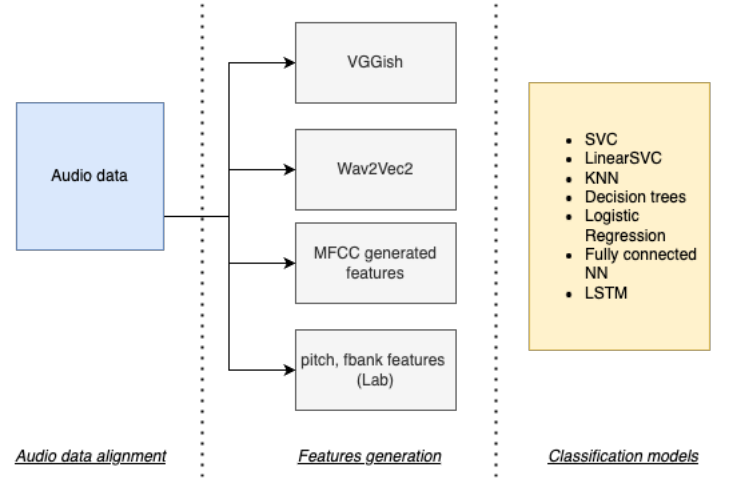 Audio data
VGGish
Wav2Vec2
MFCC generated
features
pitch, fbank features
(Lab)
• SVC
• LinearSVC
• KNN
• Decision trees
• Logistic
Regression
• Fully connected
NN
• LSTM
Audio data alignment
Features generation
Classification models